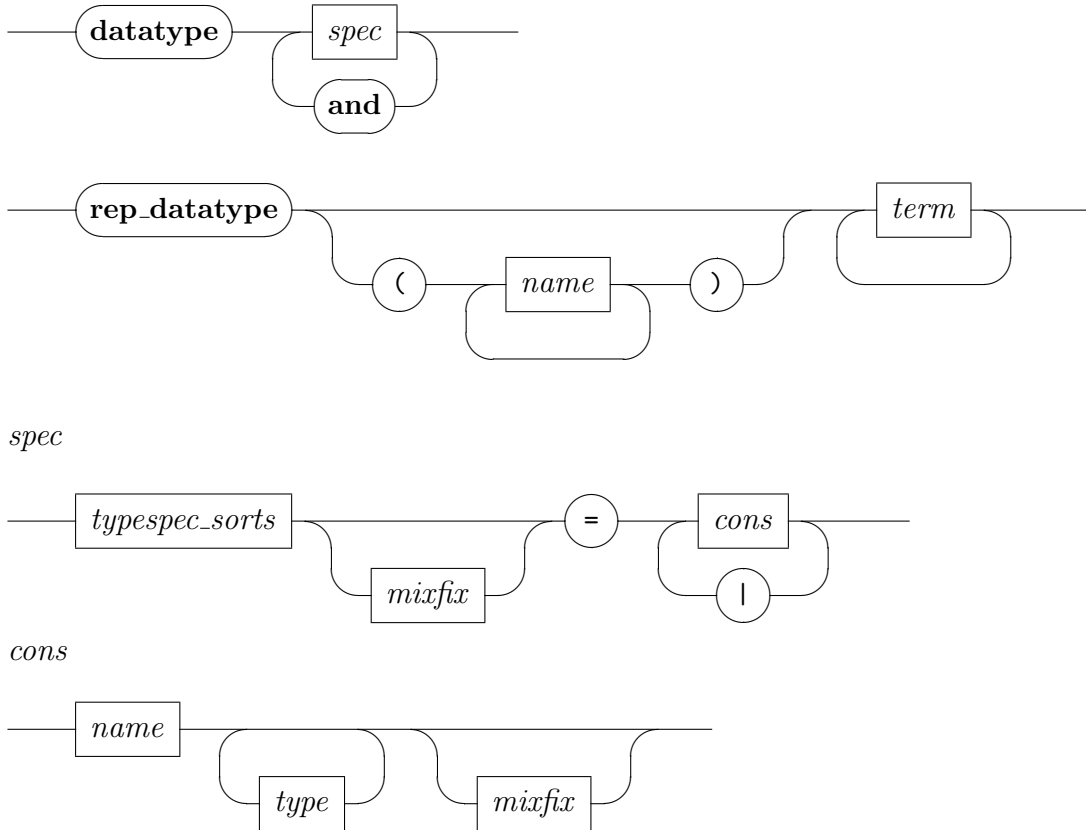 datatype spec
and
rep_datatype term
( name )
spec
typespec_sorts = cons
mixfix |
cons
name
type mixfix